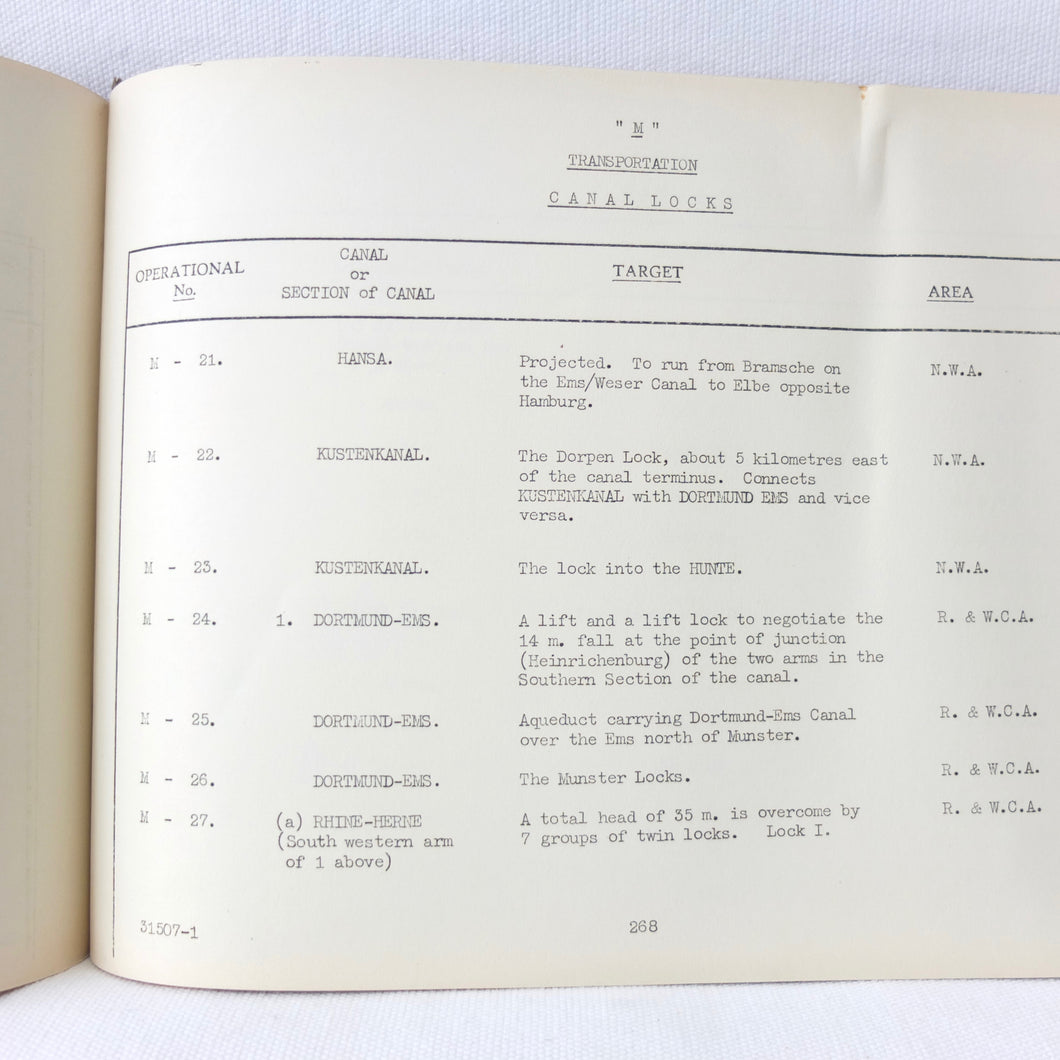 " M "
TRANSPORTATION
CANAL LOCKS
OPERATIONAL No. CANAL or SECTION of CANAL TARGET AREA
M - 21. HANSA. Projected. To run from Bramsche on N.W.A.
the Ems/Weser Canal to Elbe opposite
Hamburg.
M - 22. KUSTENKANAL. The Dorpen Lock, about 5 kilometres east N.W.A.
of the canal terminus. Connects
KUSTENKANAL with DORTMUND EMS and vice
versa.
M - 23. KUSTENKANAL. The lock into the HUNTE. N.W.A.
M - 24. 1. DORTMUND-EMS. A lift and a lift lock to negotiate the R. & W.C.A.
14 m. fall at the point of junction
(Heinrichenburg) of the two arms in the
Southern Section of the canal.
M - 25. DORTMUND-EMS. Aqueduct carrying Dortmund-Ems Canal R. & W.C.A.
over the Ems north of Munster.
M - 26. DORTMUND-EMS. The Munster Locks. R. & W.C.A.
M - 27. (a) RHINE-HERNE A total head of 35 m. is overcome by R. & W.C.A.
(South western arm 7 groups of twin locks. Lock I.
of 1 above)
31507-1 268